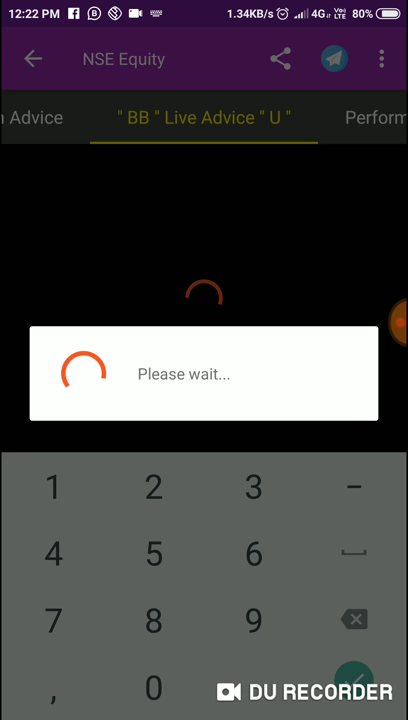 12:22 PM 1.34KB/s 4G VoLTE 80%
NSE Equity
n Advice " BB " Live Advice " U " Perform
Please wait...
1 2 3 –
4 5 6
7 8 9
, 0
DU RECORDER